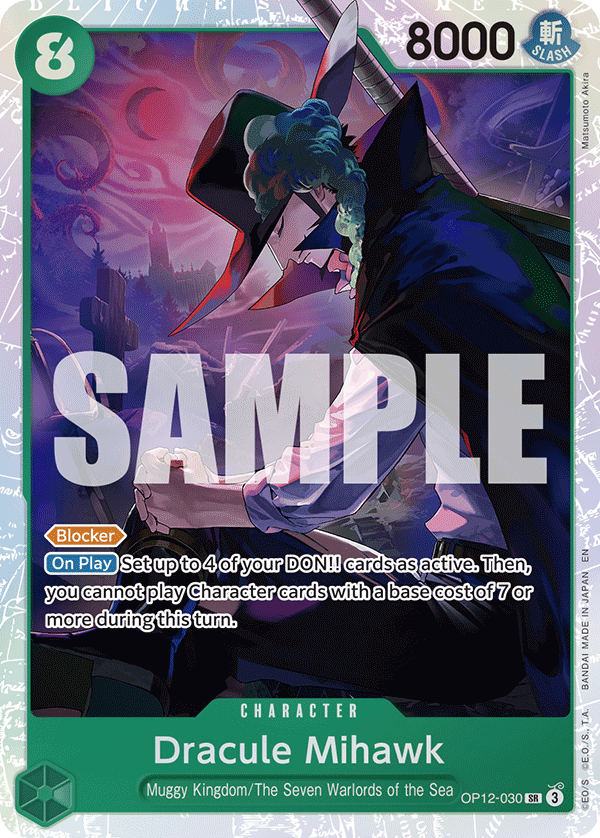 8
8000
斬
SLASH
Matsumoto Akira
SAMPLE
Blocker
On Play Set up to 4 of your DON!! cards as active. Then,
you cannot play Character cards with a base cost of 7 or
more during this turn.
CHARACTER
Dracule Mihawk
Muggy Kingdom/The Seven Warlords of the Sea
OP12-030 SR 3
©E.O/S., ©E.O./S., T.A. BANDAI MADE IN JAPAN EN